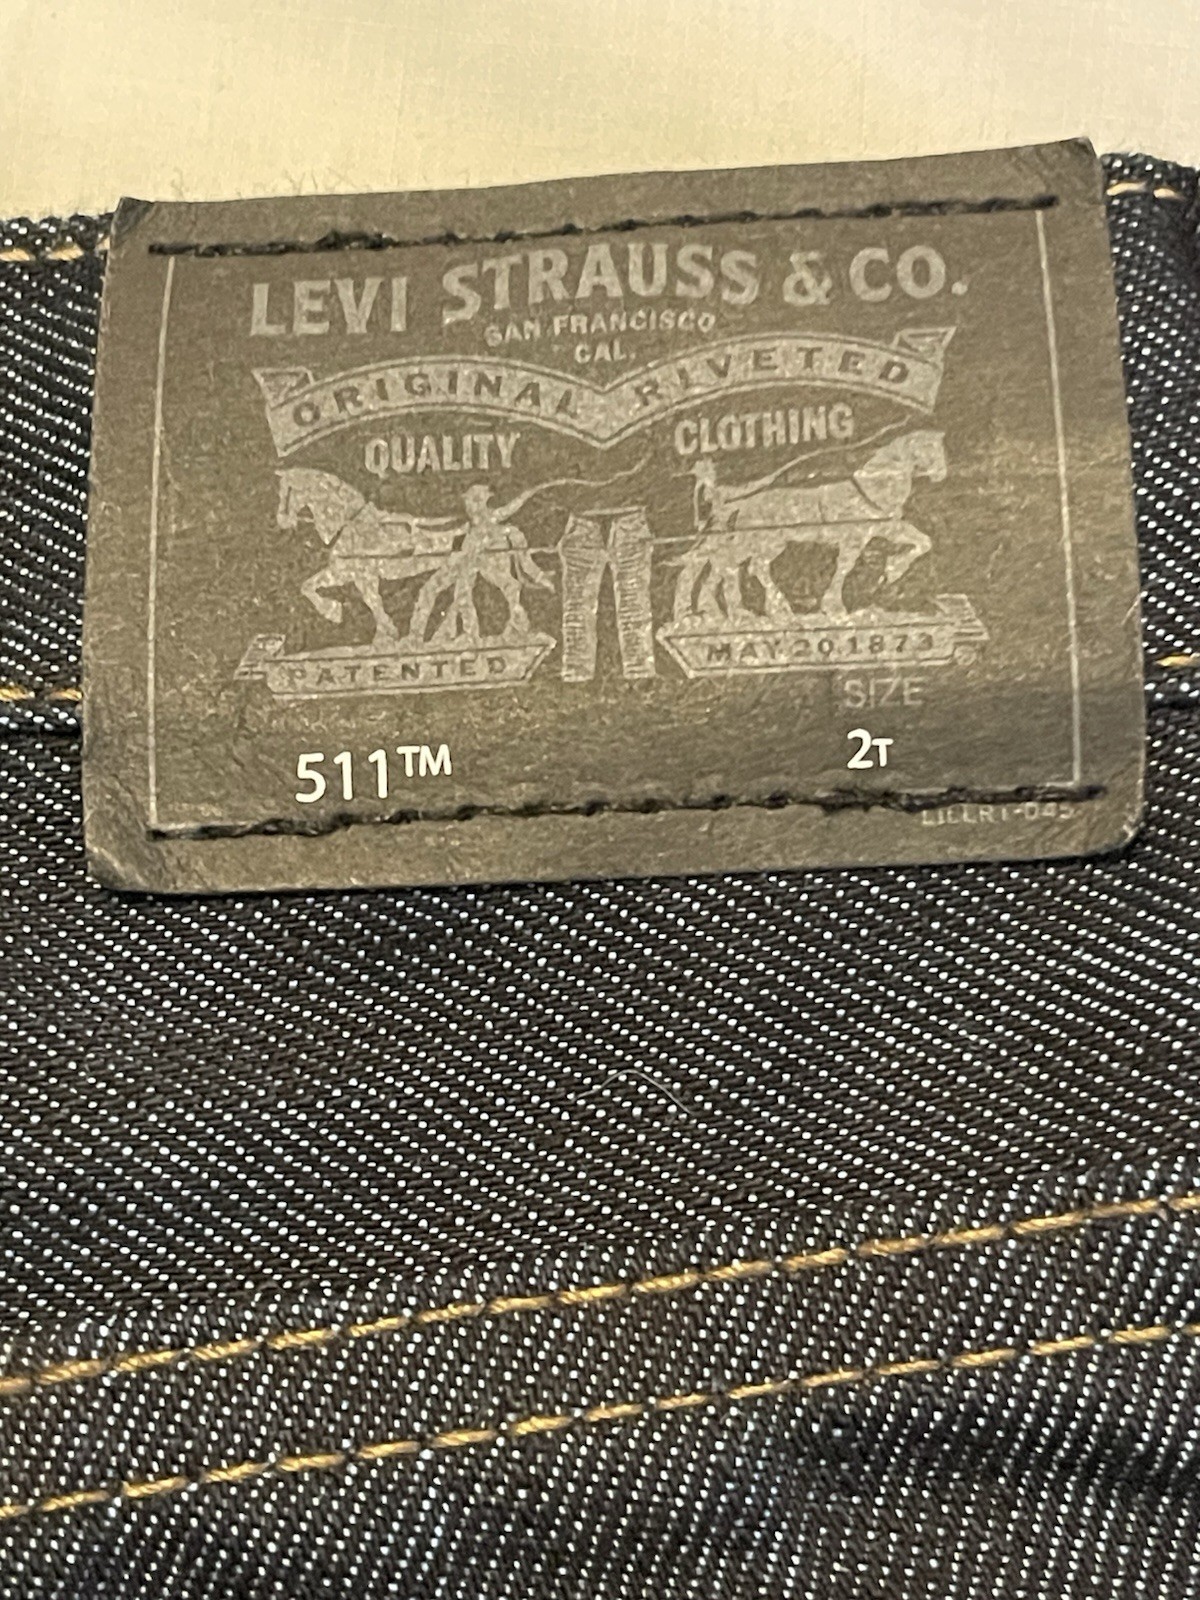 LEVI STRAUSS & CO.
SAN FRANCISCO
CAL.
ORIGINAL RIVETED
QUALITY CLOTHING
PATENTED MAY 20 1873
SIZE
511™ 2T